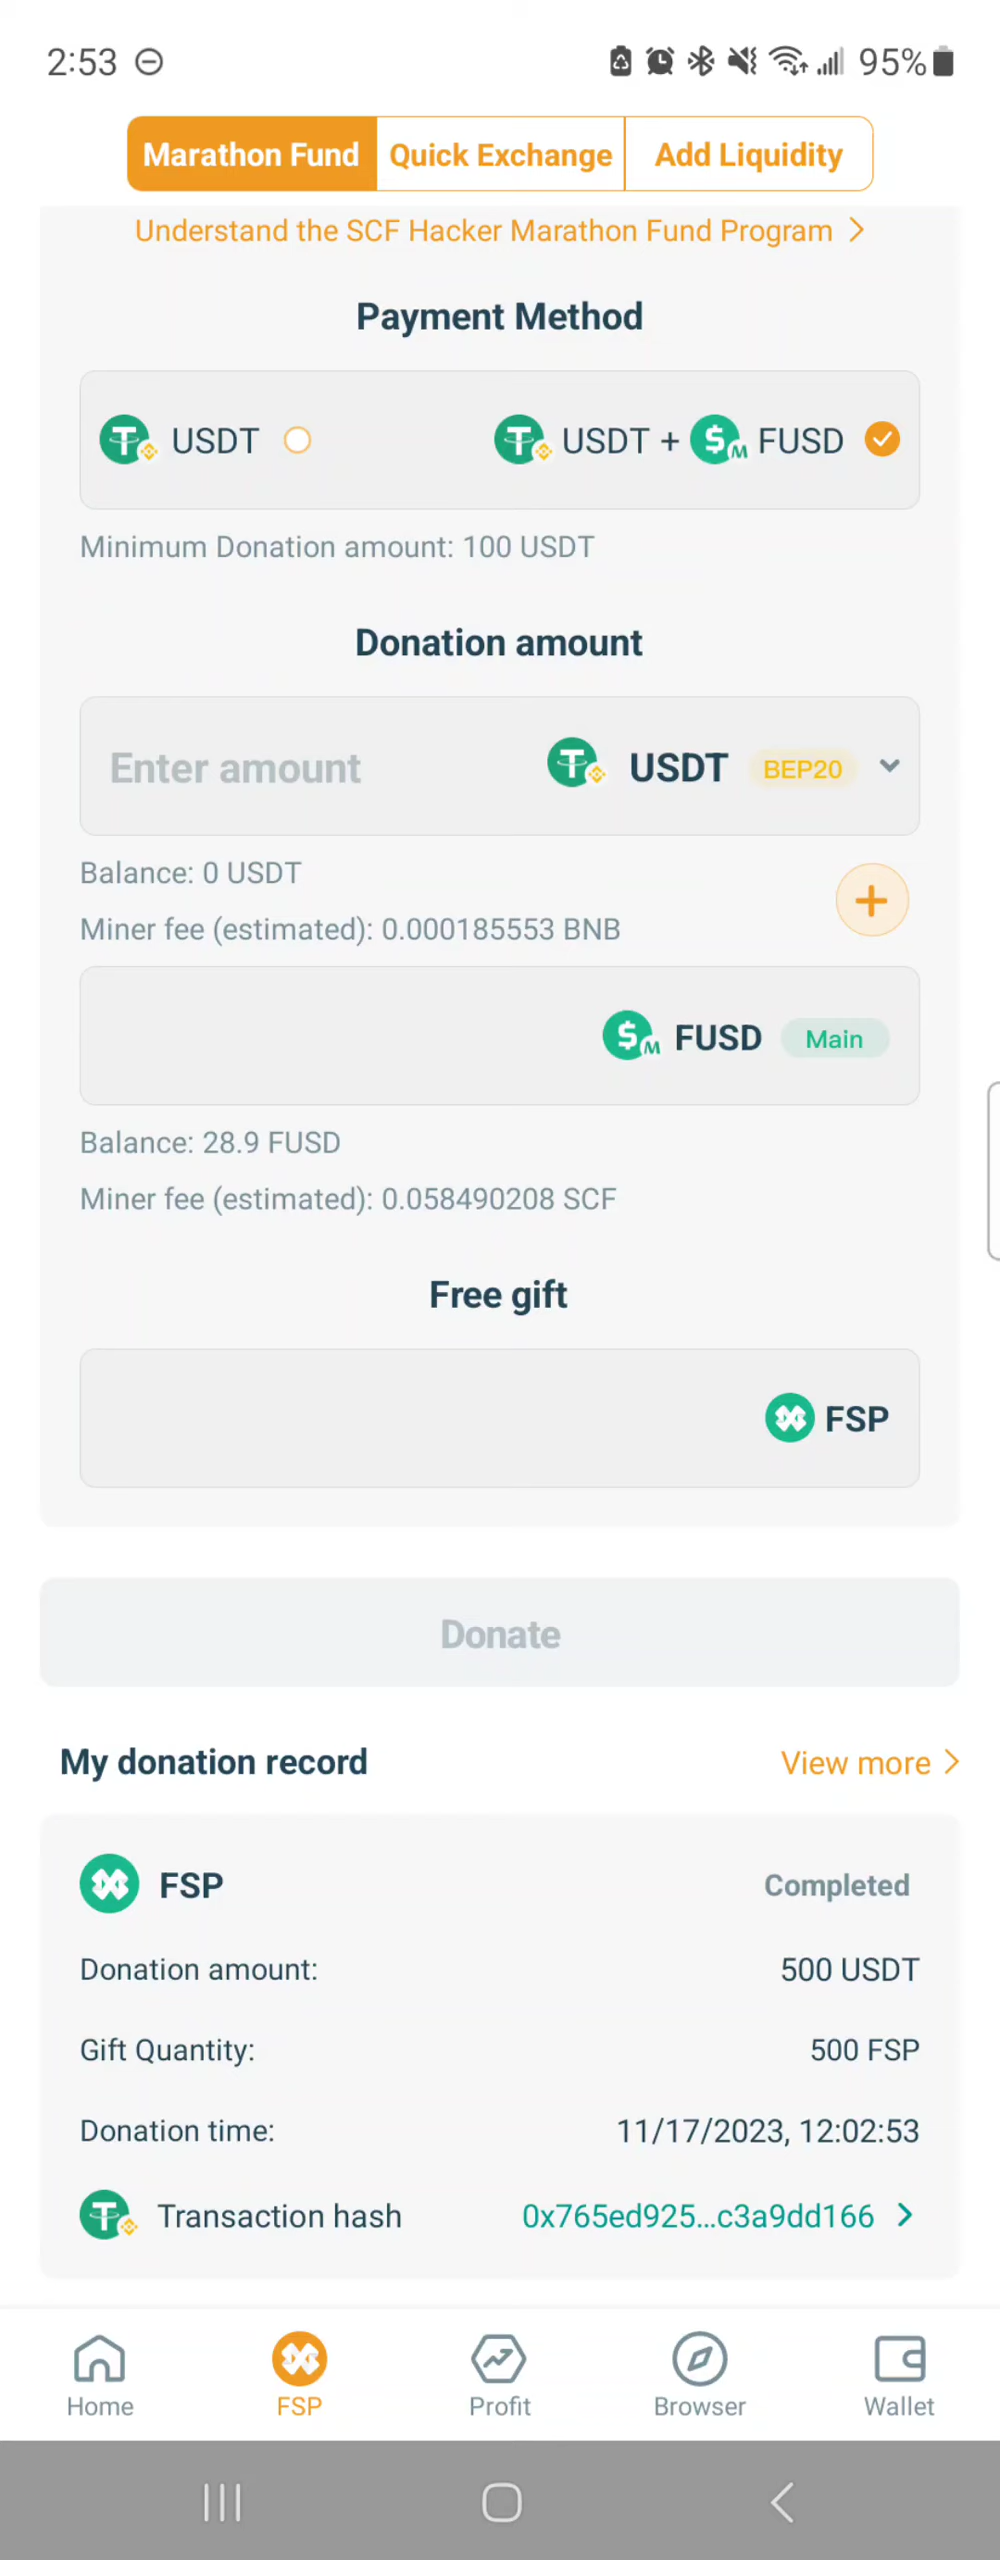 2:53
95%
Marathon Fund
Quick Exchange
Add Liquidity
Understand the SCF Hacker Marathon Fund Program
Payment Method
USDT
USDT + FUSD
Minimum Donation amount: 100 USDT
Donation amount
Enter amount
USDT
BEP20
Balance: 0 USDT
Miner fee (estimated): 0.000185553 BNB
FUSD
Main
Balance: 28.9 FUSD
Miner fee (estimated): 0.058490208 SCF
Free gift
FSP
Donate
My donation record
View more
FSP
Completed
Donation amount:
500 USDT
Gift Quantity:
500 FSP
Donation time:
11/17/2023, 12:02:53
Transaction hash
0x765ed925...c3a9dd166
Home
FSP
Profit
Browser
Wallet